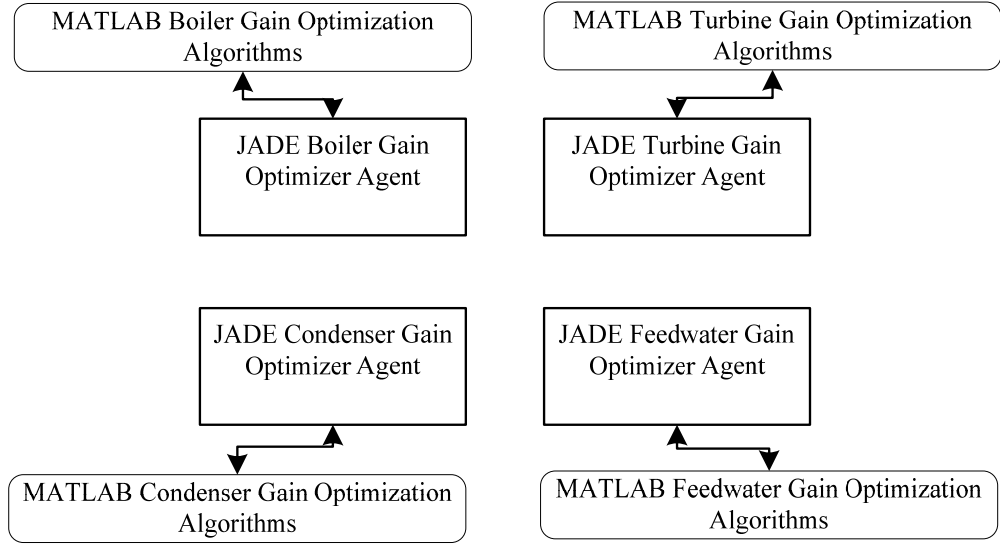 MATLAB Boiler Gain Optimization
Algorithms
MATLAB Turbine Gain Optimization
Algorithms
JADE Boiler Gain
Optimizer Agent
JADE Turbine Gain
Optimizer Agent
JADE Condenser Gain
Optimizer Agent
JADE Feedwater Gain
Optimizer Agent
MATLAB Condenser Gain Optimization
Algorithms
MATLAB Feedwater Gain Optimization
Algorithms